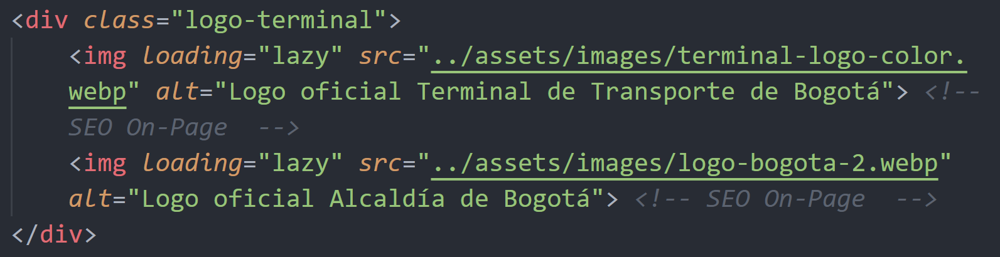 <div class="logo-terminal">
<img loading="lazy" src="../assets/images/terminal-logo-color.
webp" alt="Logo oficial Terminal de Transporte de Bogotá"> <!--
SEO On-Page  -->
<img loading="lazy" src="../assets/images/logo-bogota-2.webp"
alt="Logo oficial Alcaldía de Bogotá"> <!-- SEO On-Page  -->
</div>